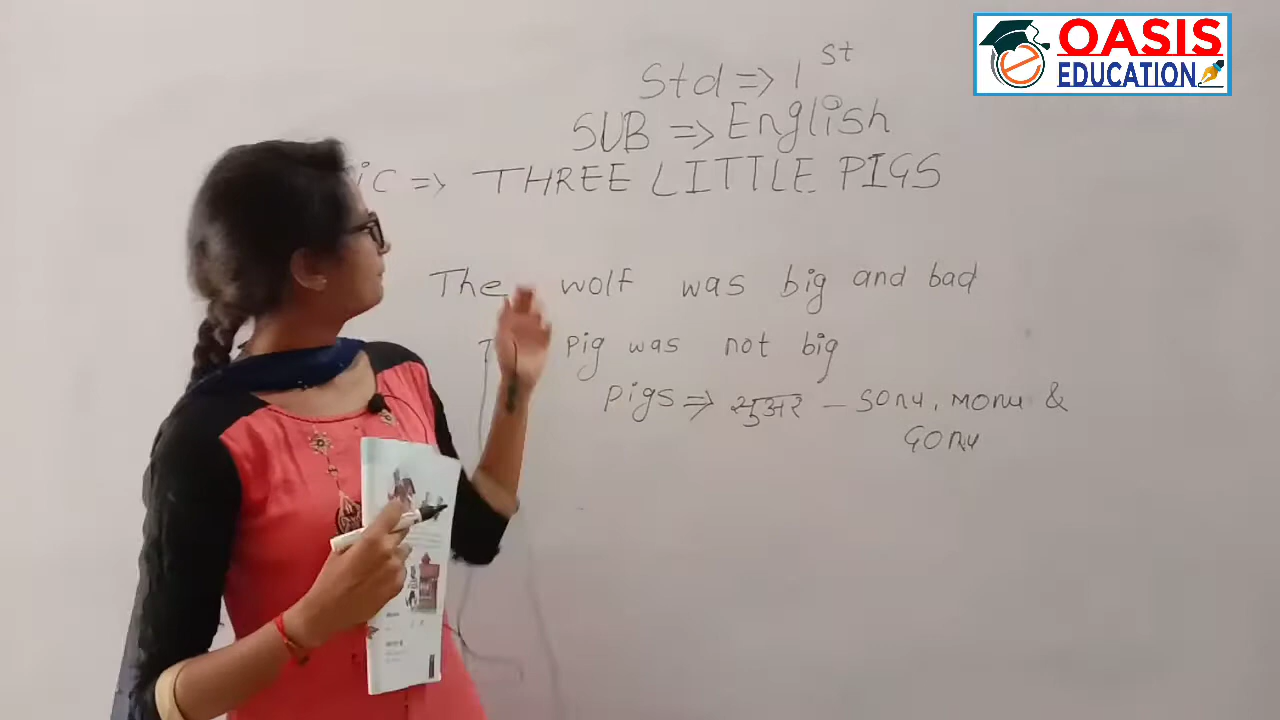 OASIS
EDUCATION
Std => 1st
SUB => English
ic => THREE LITTLE PIGS
The wolf was big and bad
pig was not big
pigs => सुअर - sonu, monu &
gonu